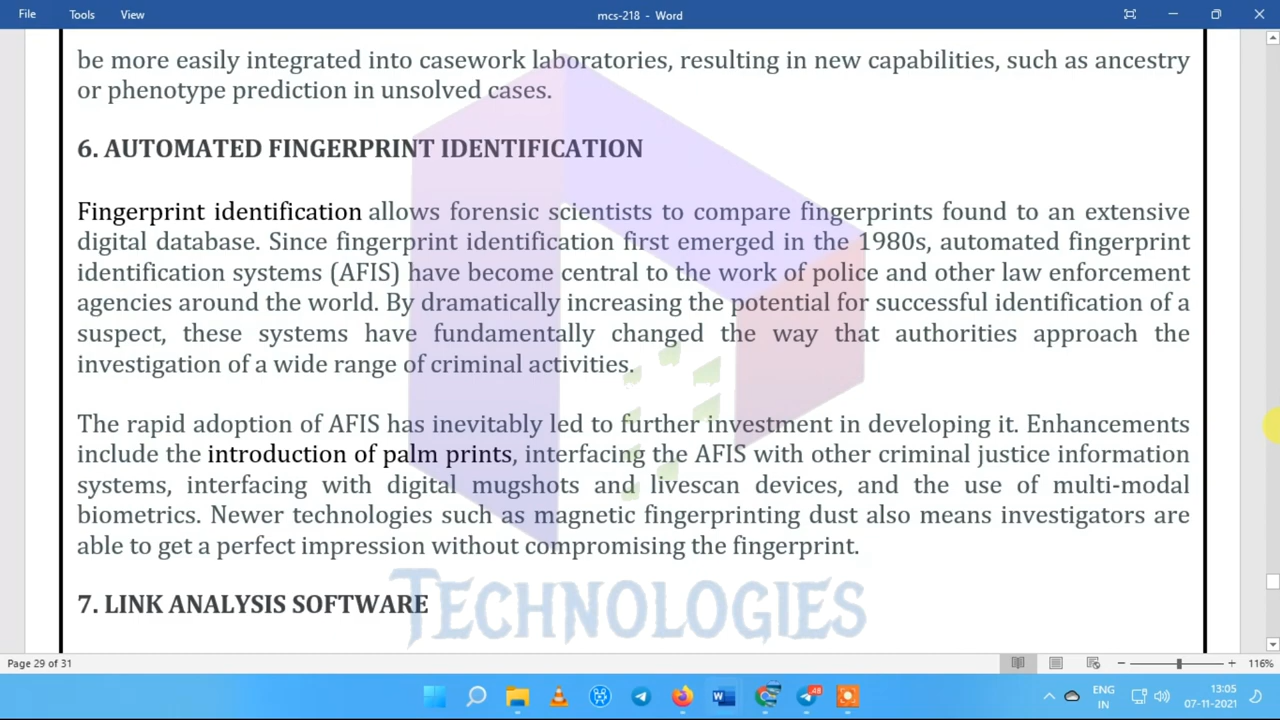 File Tools View mcs-218 - Word
be more easily integrated into casework laboratories, resulting in new capabilities, such as ancestry
or phenotype prediction in unsolved cases.
6. AUTOMATED FINGERPRINT IDENTIFICATION
Fingerprint identification allows forensic scientists to compare fingerprints found to an extensive
digital database. Since fingerprint identification first emerged in the 1980s, automated fingerprint
identification systems (AFIS) have become central to the work of police and other law enforcement
agencies around the world. By dramatically increasing the potential for successful identification of a
suspect, these systems have fundamentally changed the way that authorities approach the
investigation of a wide range of criminal activities.
The rapid adoption of AFIS has inevitably led to further investment in developing it. Enhancements
include the introduction of palm prints, interfacing the AFIS with other criminal justice information
systems, interfacing with digital mugshots and livescan devices, and the use of multi-modal
biometrics. Newer technologies such as magnetic fingerprinting dust also means investigators are
able to get a perfect impression without compromising the fingerprint.
7. LINK ANALYSIS SOFTWARE
TECHNOLOGIES
Page 29 of 31 116%
48 ENG 13:05
IN 07-11-2021